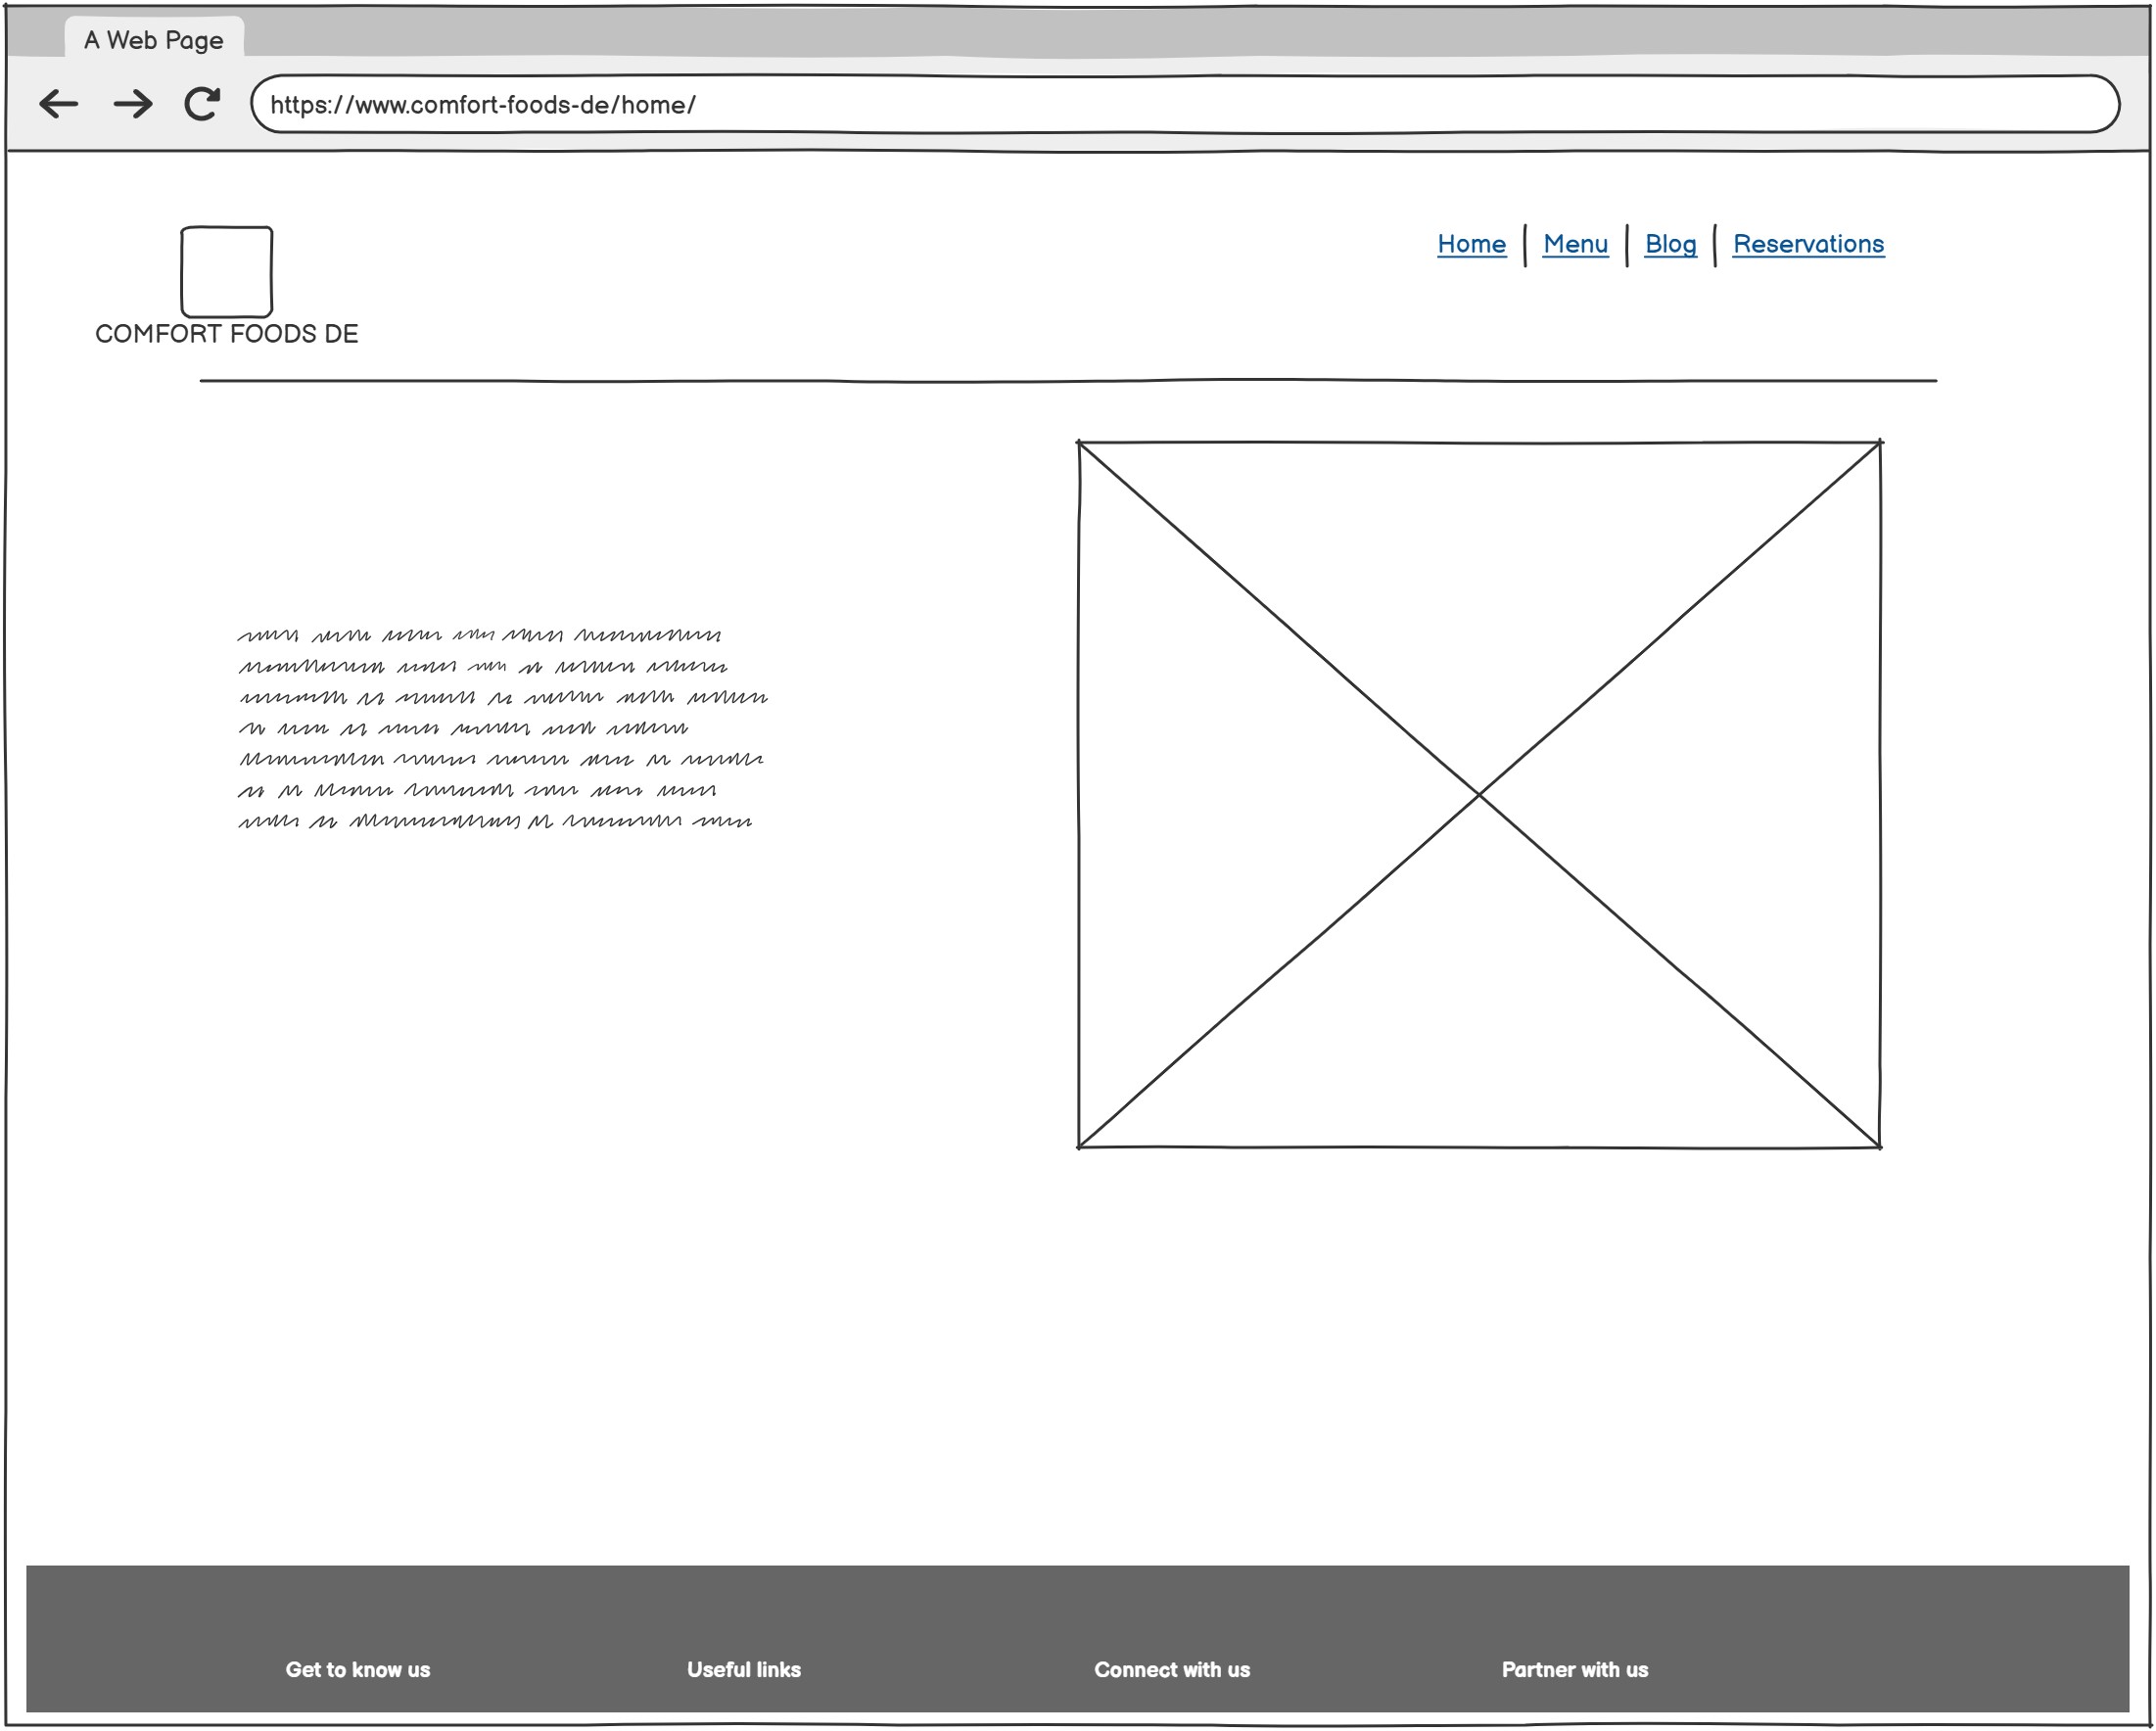 A Web Page
https://www.comfort-foods-de/home/
Home | Menu | Blog | Reservations
COMFORT FOODS DE
Get to know us
Useful links
Connect with us
Partner with us